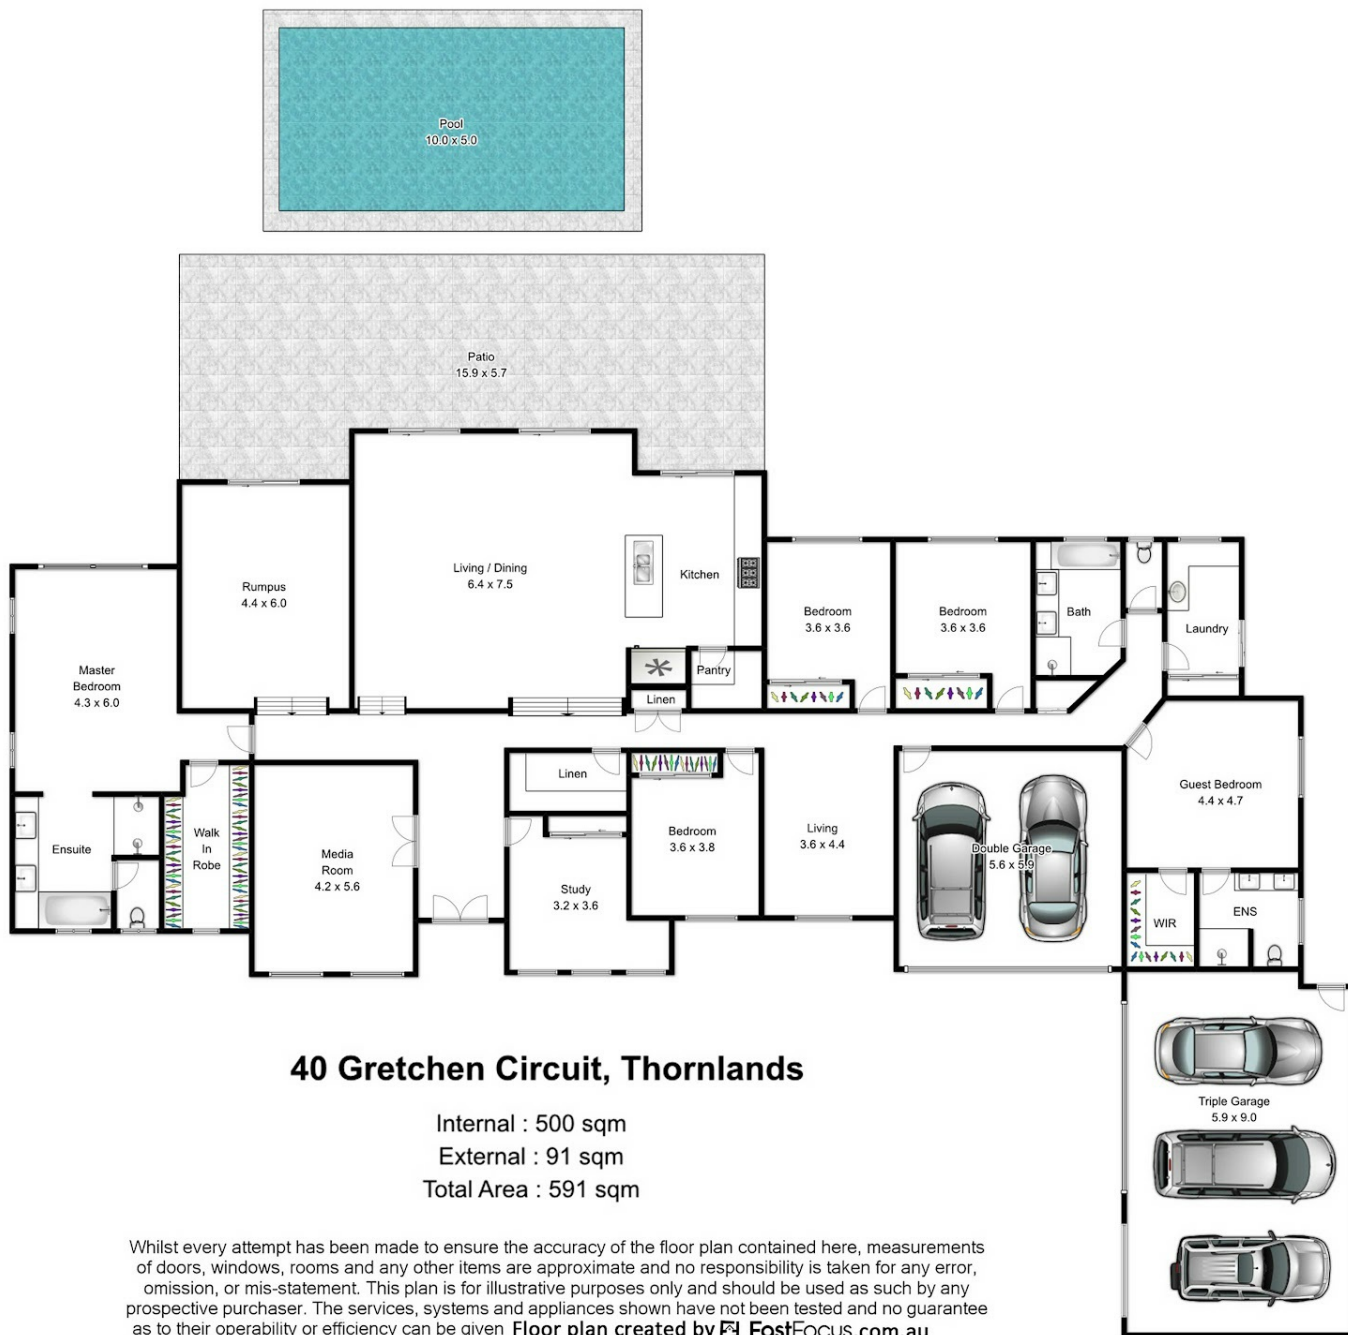 Pool
10.0 x 5.0
Patio
15.9 x 5.7
Living / Dining
6.4 x 7.5
Kitchen
Rumpus
4.4 x 6.0
Bedroom
3.6 x 3.6
Bedroom
3.6 x 3.6
Bath
Laundry
Master
Bedroom
4.3 x 6.0
Pantry
Linen
Linen
Guest Bedroom
4.4 x 4.7
Ensuite
Walk
In
Robe
Media
Room
4.2 x 5.6
Study
3.2 x 3.6
Bedroom
3.6 x 3.8
Living
3.6 x 4.4
Double Garage
5.6 x 5.9
WIR
ENS
40 Gretchen Circuit, Thornlands
Internal : 500 sqm
External : 91 sqm
Total Area : 591 sqm
Triple Garage
5.9 x 9.0
Whilst every attempt has been made to ensure the accuracy of the floor plan contained here, measurements
of doors, windows, rooms and any other items are approximate and no responsibility is taken for any error,
omission, or mis-statement. This plan is for illustrative purposes only and should be used as such by any
prospective purchaser. The services, systems and appliances shown have not been tested and no guarantee
as to their operability or efficiency can be given Floor plan created by FostFocus.com.au